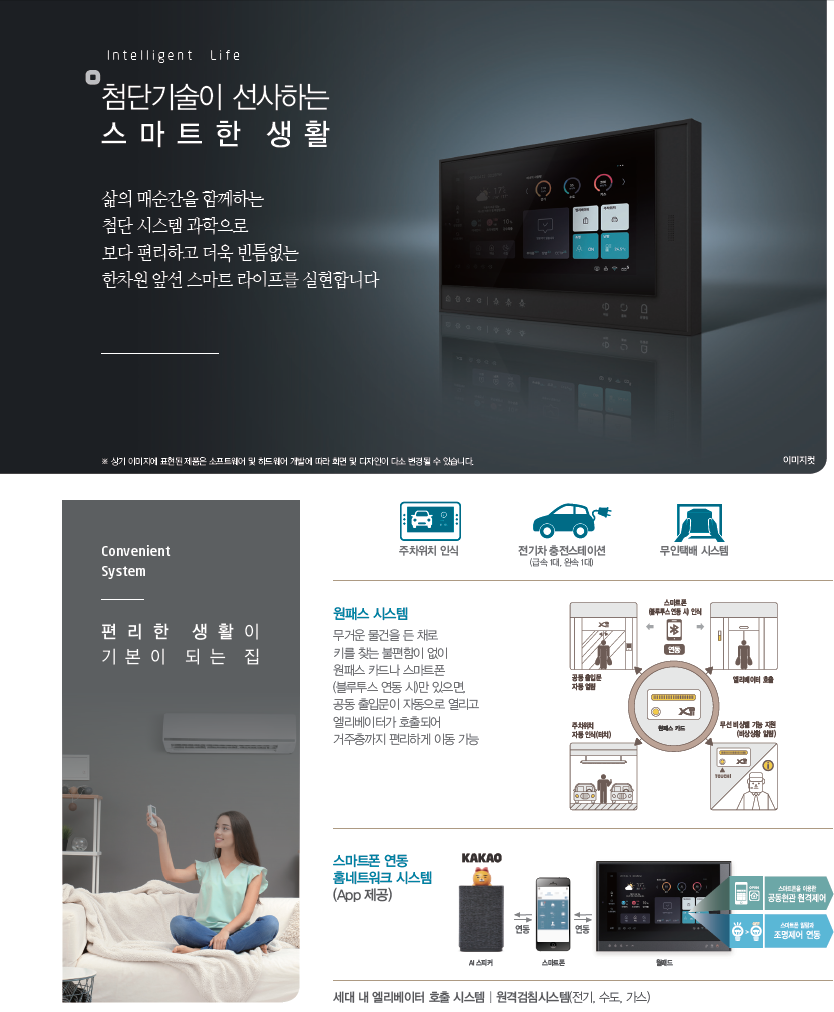 Intelligent Life
첨단기술이 선사하는
스마트한 생활
삶의 매순간을 함께하는
첨단 시스템 과학으로
보다 편리하고 더욱 빈틈없는
한차원 앞선 스마트 라이프를 실현합니다
※ 상기 이미지에 표현된 제품은 소프트웨어 및 하드웨어 개발에 따라 화면 및 디자인이 다소 변경될 수 있습니다.
이미지컷
Convenient
System
편리한 생활이
기본이 되는 집
주차위치 인식
전기차 충전스테이션
(급속 1대, 완속 1대)
무인택배 시스템
원패스 시스템
무거운 물건을 든 채로
키를 찾는 불편함이 없이
원패스 카드나 스마트폰
(블루투스 연동 시)만 있으면,
공동 출입문이 자동으로 열리고
엘리베이터가 호출되어
거주층까지 편리하게 이동 가능
스마트폰
(블루투스 연동 시) 인식
연동
공동 출입문
자동 열림
엘리베이터 호출
원패스 카드
주차위치
자동 인식(터치)
무선 비상벨 기능 지원
(비상상황 알림)
TOUCH!
스마트폰 연동
홈네트워크 시스템
(App 제공)
KAKAO
연동
연동
AI 스피커
스마트폰
월패드
OPEN
스마트폰을 이용한
공동현관 원격제어
스마트폰 알람과
조명제어 연동
세대 내 엘리베이터 호출 시스템 | 원격검침시스템(전기, 수도, 가스)